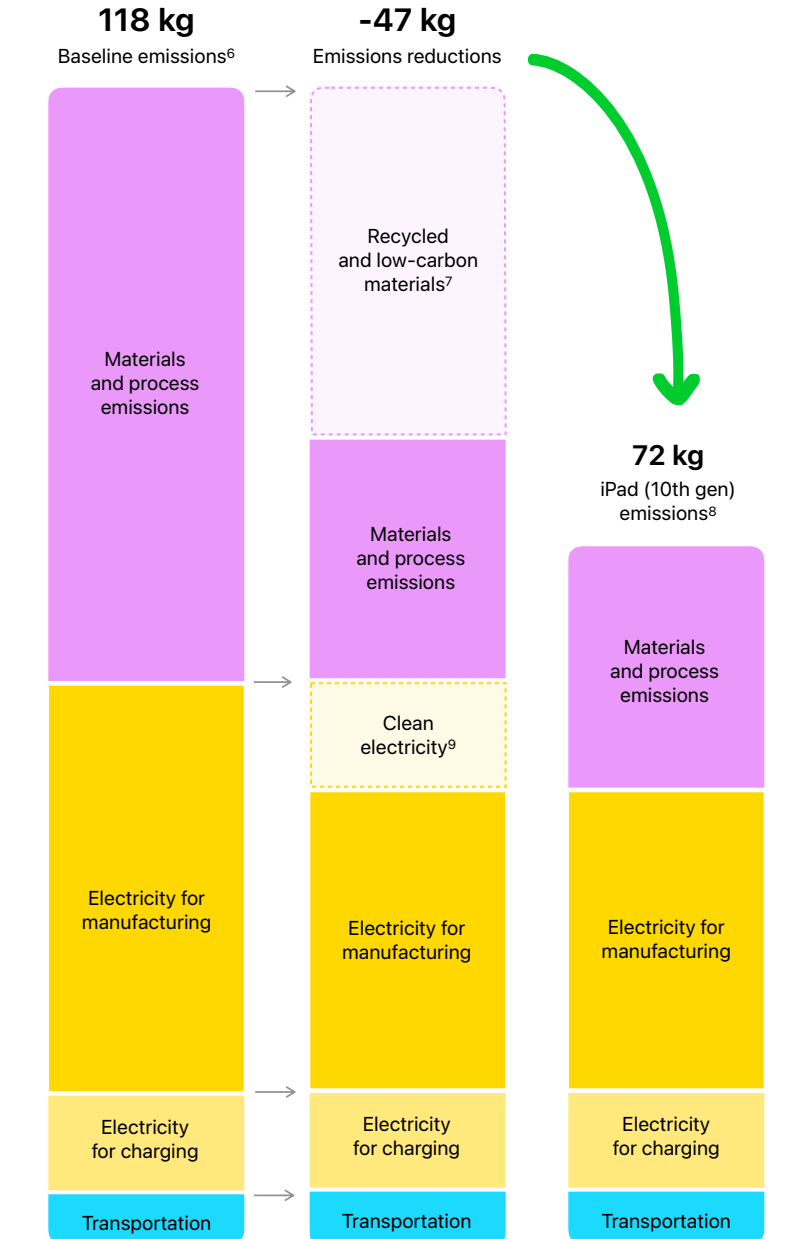 118 kg
Baseline emissions⁶
Materials
and process
emissions
Electricity for
manufacturing
Electricity
for charging
Transportation
-47 kg
Emissions reductions
Recycled
and low-carbon
materials⁷
Materials
and process
emissions
Clean
electricity⁹
Electricity for
manufacturing
Electricity
for charging
Transportation
72 kg
iPad (10th gen)
emissions⁸
Materials
and process
emissions
Electricity for
manufacturing
Electricity
for charging
Transportation